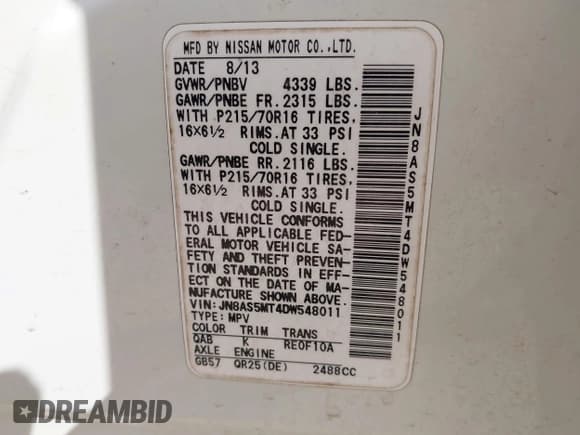 MFD BY NISSAN MOTOR CO.,LTD.
DATE 8/13
GVWR/PNBV 4339 LBS.
GAWR/PNBE FR. 2315 LBS.
WITH P215/70R16 TIRES,
16X6½ RIMS. AT 33 PSI
COLD SINGLE.
GAWR/PNBE RR. 2116 LBS.
WITH P215/70R16 TIRES,
16X6½ RIMS. AT 33 PSI
COLD SINGLE.
THIS VEHICLE CONFORMS
TO ALL APPLICABLE FED-
ERAL MOTOR VEHICLE SA-
FETY AND THEFT PREVEN-
TION STANDARDS IN EFF-
ECT ON THE DATE OF MA-
NUFACTURE SHOWN ABOVE.
VIN: JN8AS5MT4DW548011
TYPE: MPV
COLOR TRIM TRANS
QAB K RE0F10A
AXLE ENGINE
GB57 QR25(DE) 2488CC
JN8AS5MT4DW548011
DREAMBID